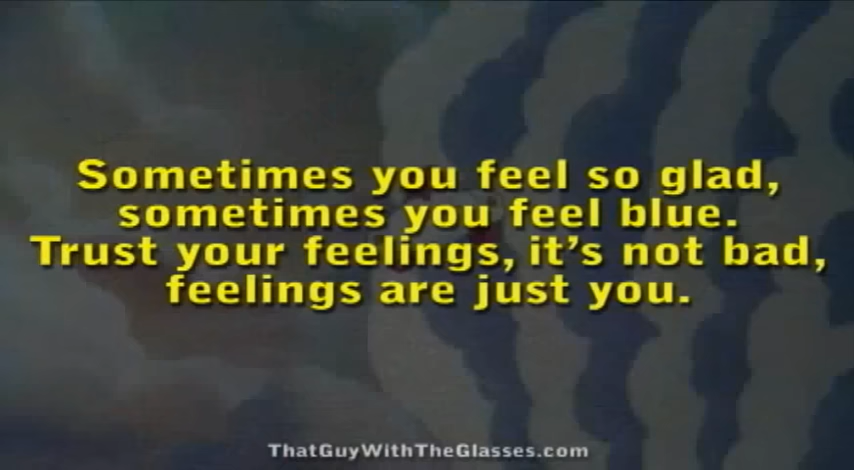 Sometimes you feel so glad,
sometimes you feel blue.
Trust your feelings, it's not bad,
feelings are just you.
ThatGuyWithTheGlasses.com